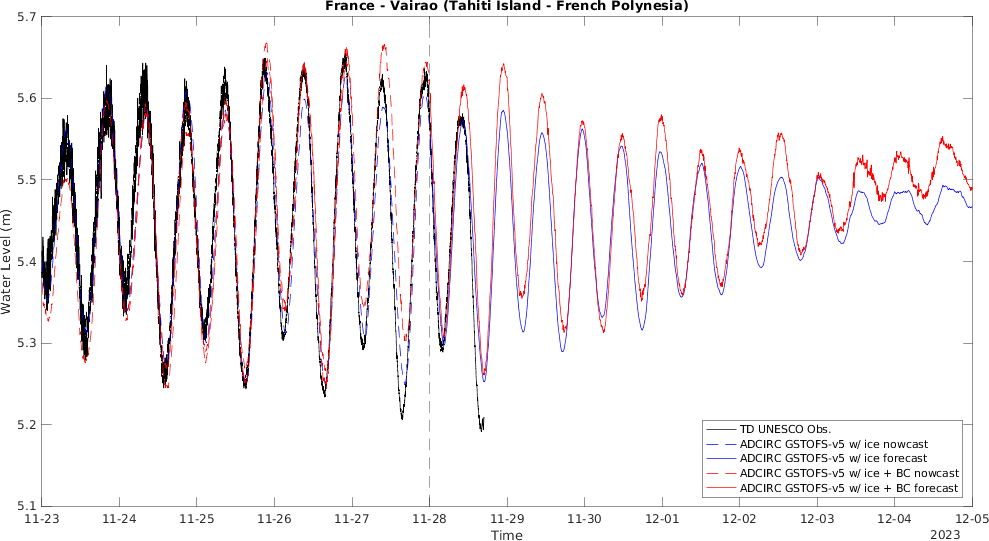 France - Vairao (Tahiti Island - French Polynesia)
Water Level (m)
5.7
5.6
5.5
5.4
5.3
5.2
5.1
TD UNESCO Obs.
ADCIRC GSTOFS-v5 w/ ice nowcast
ADCIRC GSTOFS-v5 w/ ice forecast
ADCIRC GSTOFS-v5 w/ ice + BC nowcast
ADCIRC GSTOFS-v5 w/ ice + BC forecast
11-23 11-24 11-25 11-26 11-27 11-28 11-29 11-30 12-01 12-02 12-03 12-04 12-05
Time
2023